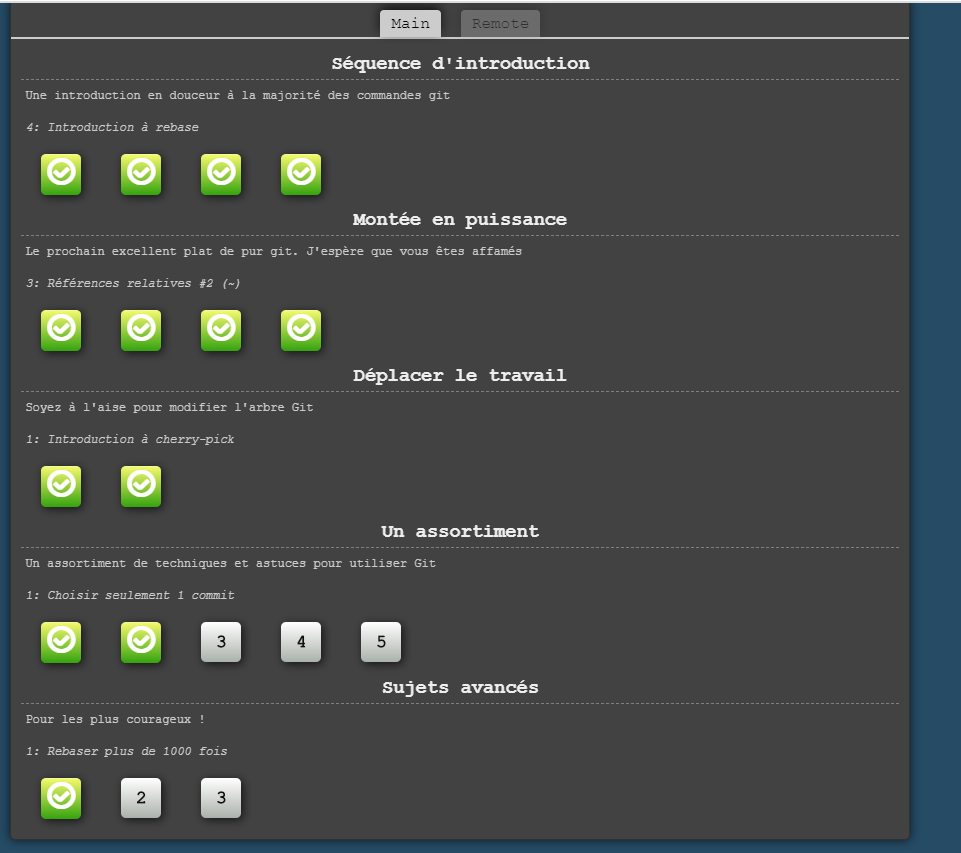 Main Remote
Séquence d'introduction
Une introduction en douceur à la majorité des commandes git
4: Introduction à rebase
Montée en puissance
Le prochain excellent plat de pur git. J'espère que vous êtes affamés
3: Références relatives #2 (~)
Déplacer le travail
Soyez à l'aise pour modifier l'arbre Git
1: Introduction à cherry-pick
Un assortiment
Un assortiment de techniques et astuces pour utiliser Git
1: Choisir seulement 1 commit
3 4 5
Sujets avancés
Pour les plus courageux !
1: Rebaser plus de 1000 fois
2 3